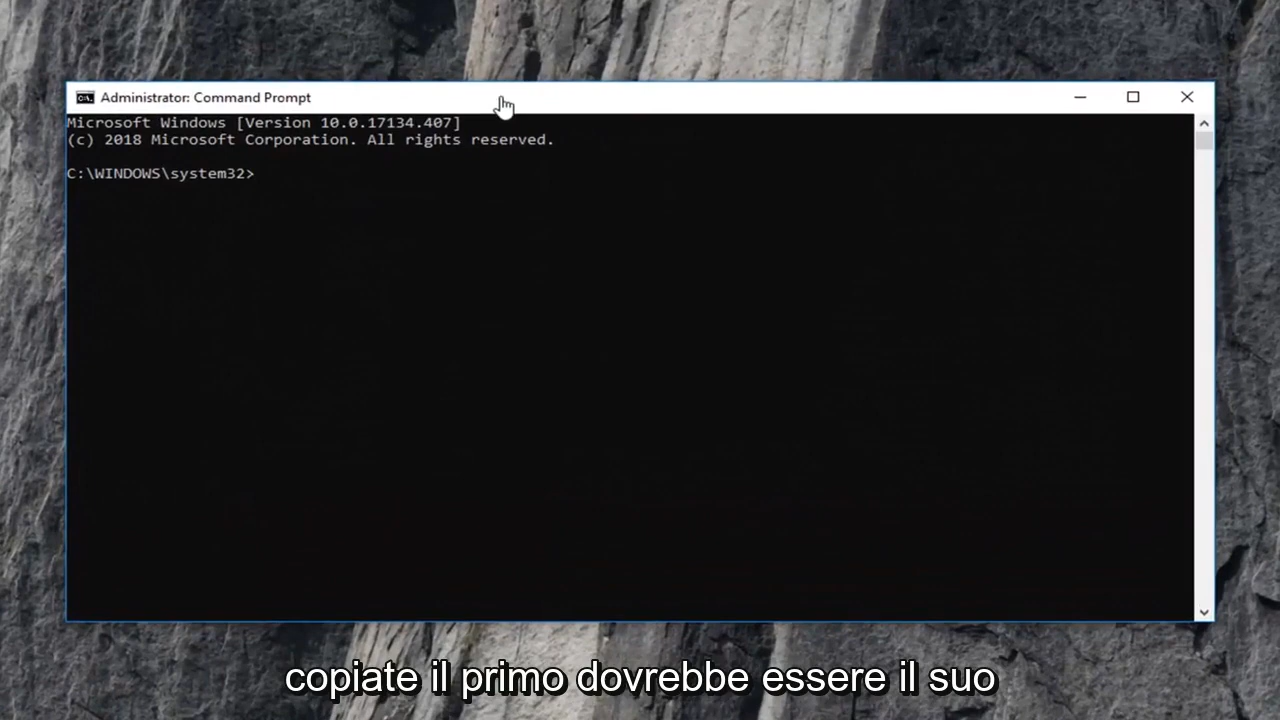 Administrator: Command Prompt
Microsoft Windows [Version 10.0.17134.407]
(c) 2018 Microsoft Corporation. All rights reserved.
C:\WINDOWS\system32>
copiate il primo dovrebbe essere il suo